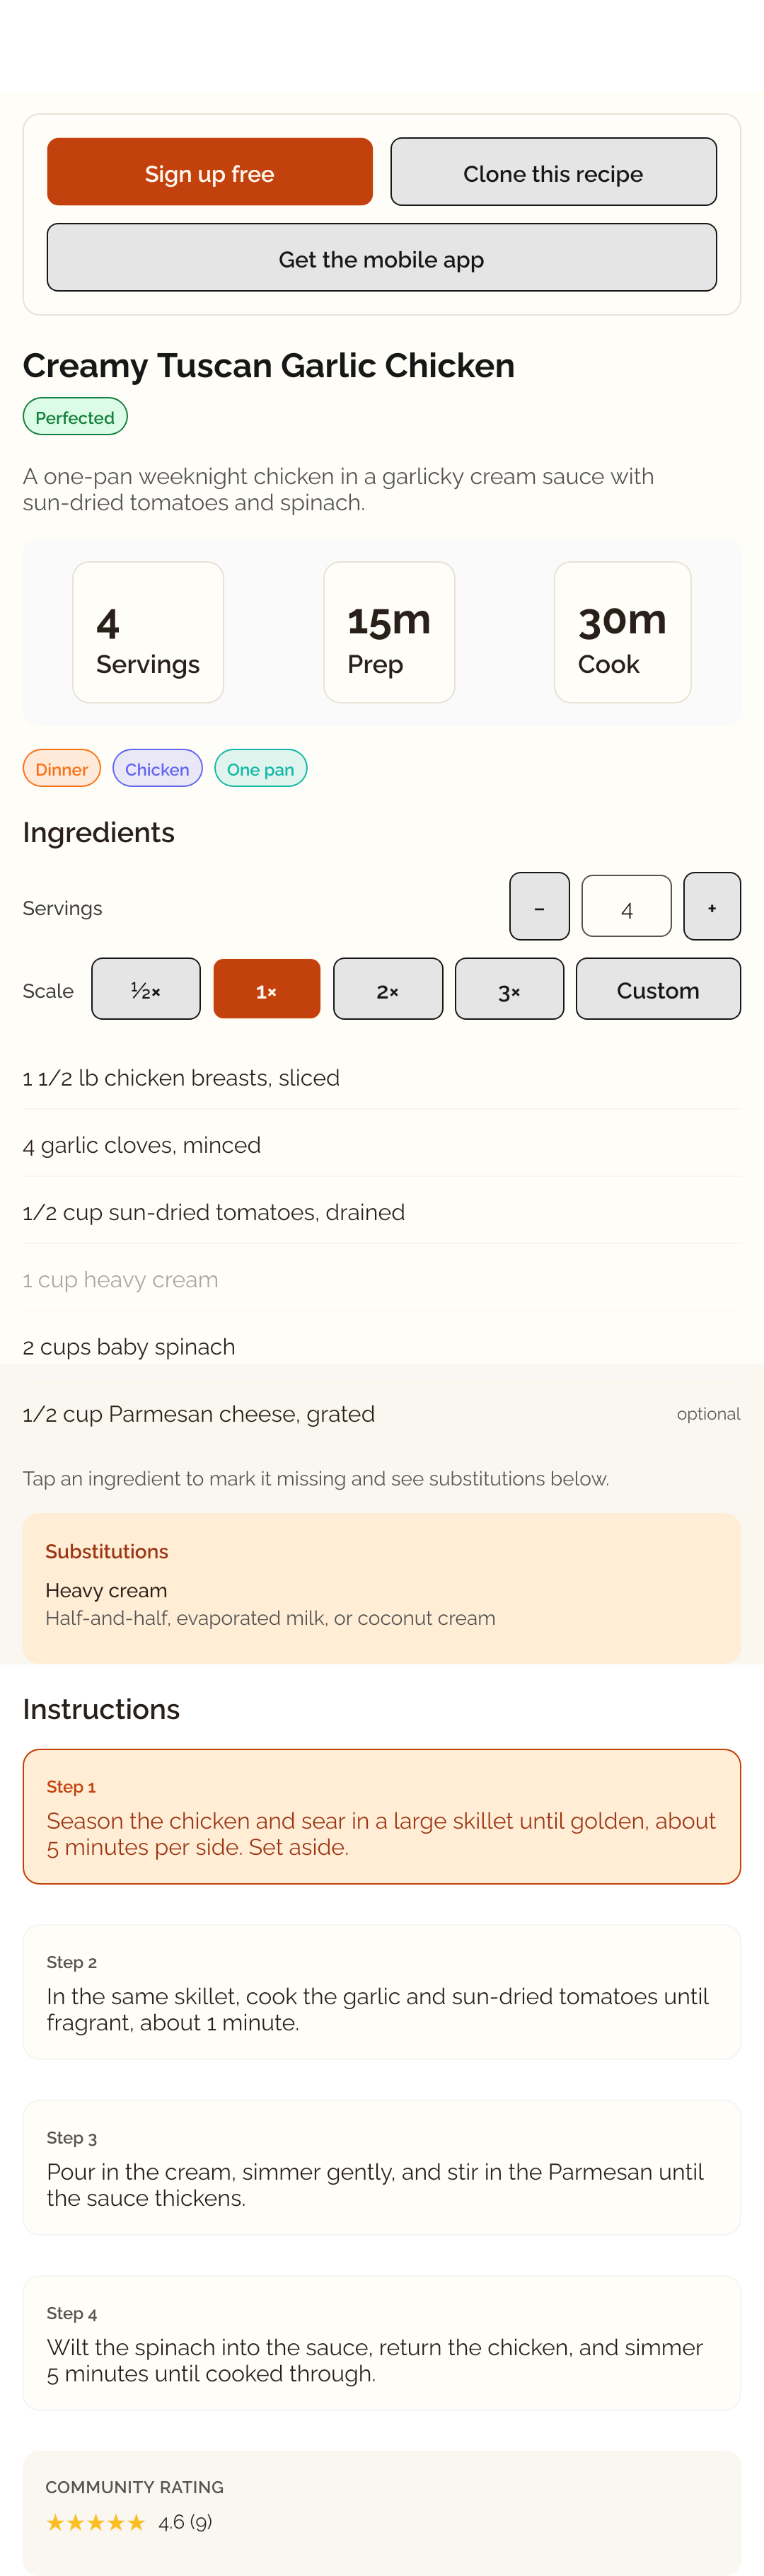 Sign up free
Clone this recipe
Get the mobile app
Creamy Tuscan Garlic Chicken
Perfected
A one-pan weeknight chicken in a garlicky cream sauce with
sun-dried tomatoes and spinach.
4
Servings
15m
Prep
30m
Cook
Dinner
Chicken
One pan
Ingredients
Servings
–
4
+
Scale
½×
1×
2×
3×
Custom
1 1/2 lb chicken breasts, sliced
4 garlic cloves, minced
1/2 cup sun-dried tomatoes, drained
1 cup heavy cream
2 cups baby spinach
1/2 cup Parmesan cheese, grated
optional
Tap an ingredient to mark it missing and see substitutions below.
Substitutions
Heavy cream
Half-and-half, evaporated milk, or coconut cream
Instructions
Step 1
Season the chicken and sear in a large skillet until golden, about
5 minutes per side. Set aside.
Step 2
In the same skillet, cook the garlic and sun-dried tomatoes until
fragrant, about 1 minute.
Step 3
Pour in the cream, simmer gently, and stir in the Parmesan until
the sauce thickens.
Step 4
Wilt the spinach into the sauce, return the chicken, and simmer
5 minutes until cooked through.
COMMUNITY RATING
★★★★★ 4.6 (9)